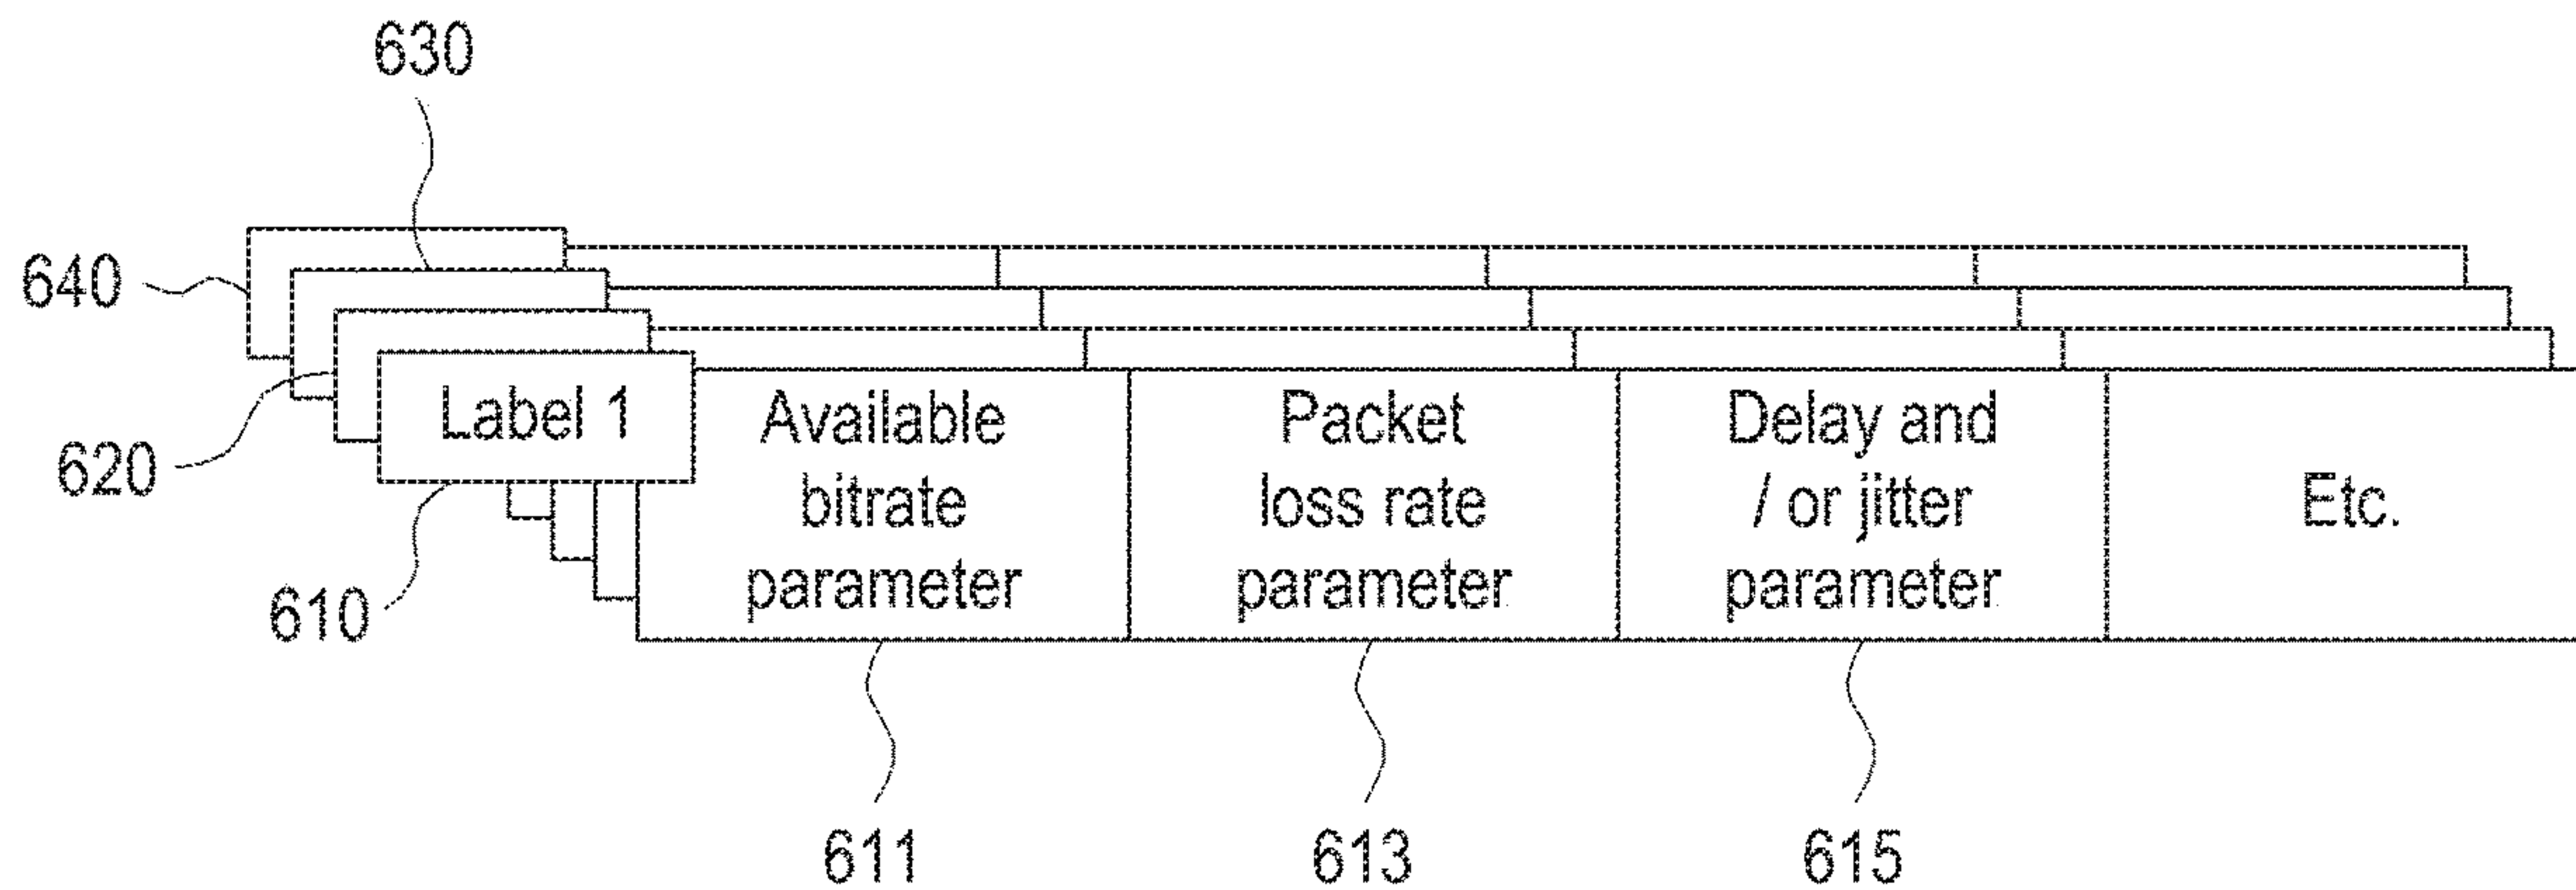 630
640
620
610
Label 1
Available
bitrate
parameter
Packet
loss rate
parameter
Delay and
/ or jitter
parameter
Etc.
611
613
615